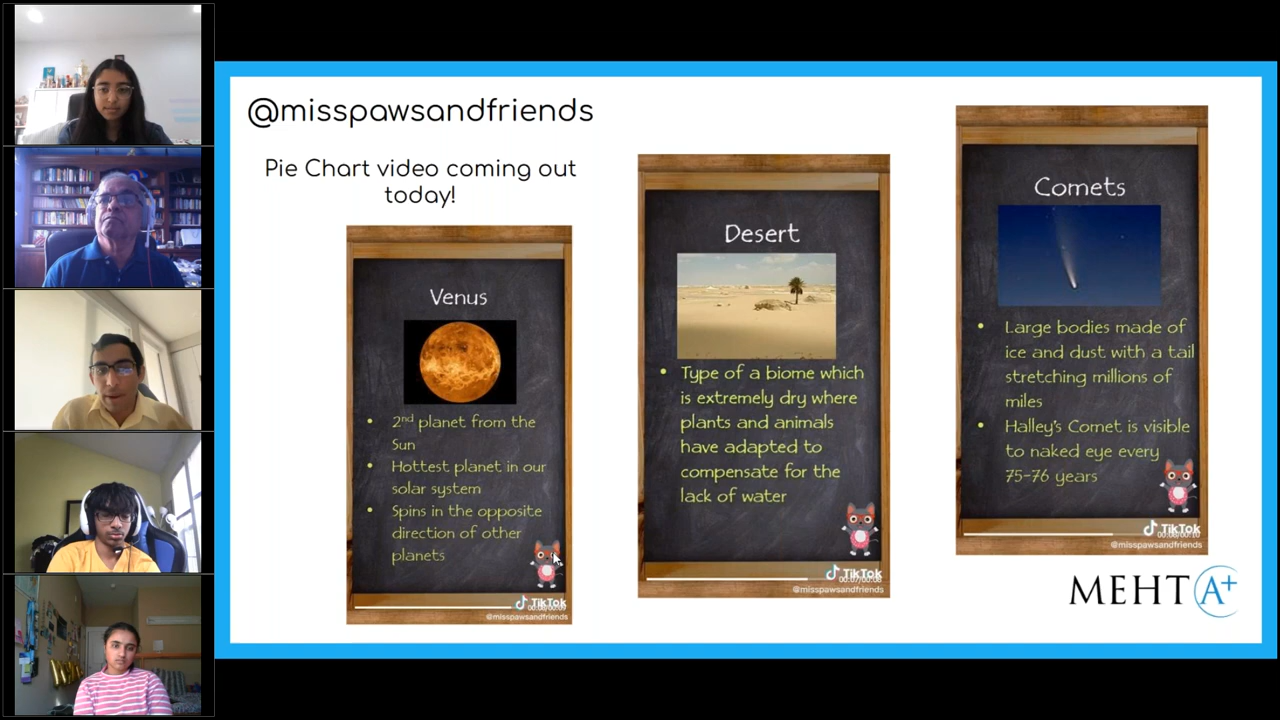 @misspawsandfriends
Pie Chart video coming out
today!
Venus
• 2nd planet from the
Sun
• Hottest planet in our
solar system
• Spins in the opposite
direction of other
planets
TikTok
@misspawsandfriends
Desert
• Type of a biome which
is extremely dry where
plants and animals
have adapted to
compensate for the
lack of water
TikTok
@misspawsandfriends
Comets
• Large bodies made of
ice and dust with a tail
stretching millions of
miles
• Halley's Comet is visible
to naked eye every
75-76 years
TikTok
@misspawsandfriends
MEHTA+